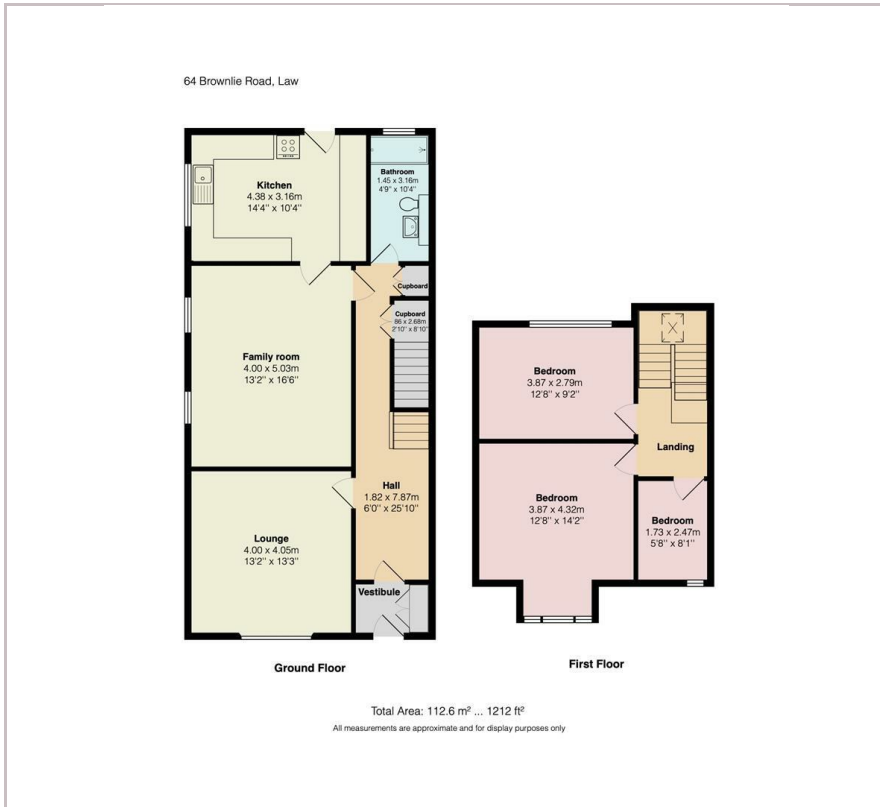 64 Brownlie Road, Law
Kitchen
4.38 x 3.16m
14'4'' x 10'4''
Bathroom
1.45 x 3.16m
4'9'' x 10'4''
Cupboard
Cupboard
86 x 2.68m
2'10'' x 8'10''
Family room
4.00 x 5.03m
13'2'' x 16'6''
Hall
1.82 x 7.87m
6'0'' x 25'10''
Lounge
4.00 x 4.05m
13'2'' x 13'3''
Vestibule
Ground Floor
Bedroom
3.87 x 2.79m
12'8'' x 9'2''
Landing
Bedroom
3.87 x 4.32m
12'8'' x 14'2''
Bedroom
1.73 x 2.47m
5'8'' x 8'1''
First Floor
Total Area: 112.6 m² ... 1212 ft²
All measurements are approximate and for display purposes only